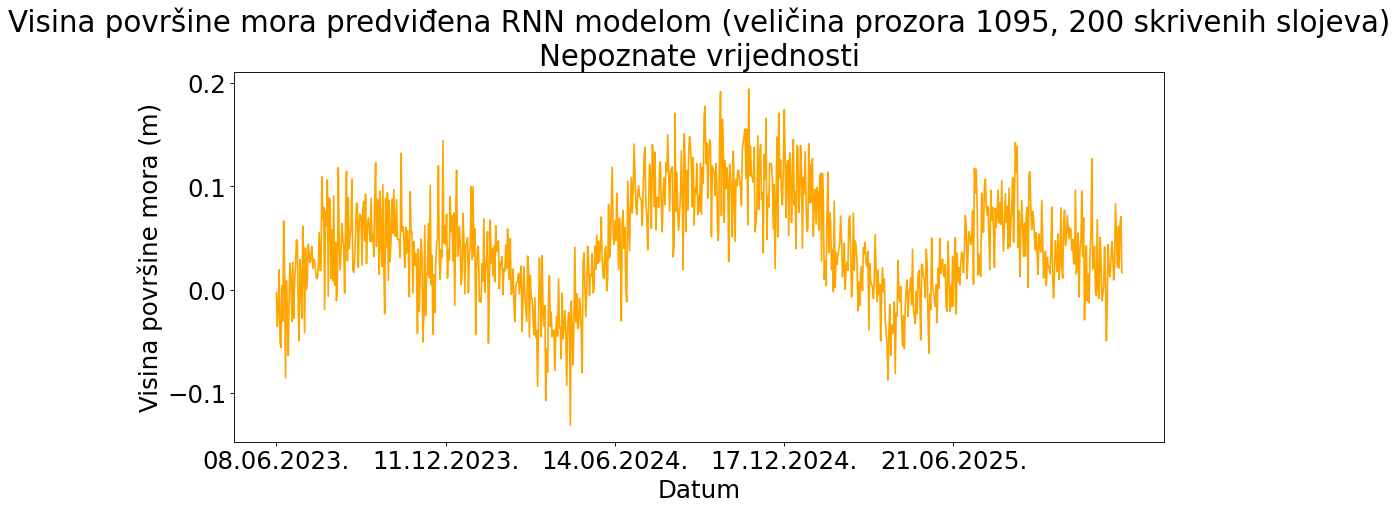 Visina površine mora predviđena RNN modelom (veličina prozora 1095, 200 skrivenih slojeva)
Nepoznate vrijednosti
Visina površine mora (m)
0.2
0.1
0.0
−0.1
08.06.2023. 11.12.2023. 14.06.2024. 17.12.2024. 21.06.2025.
Datum